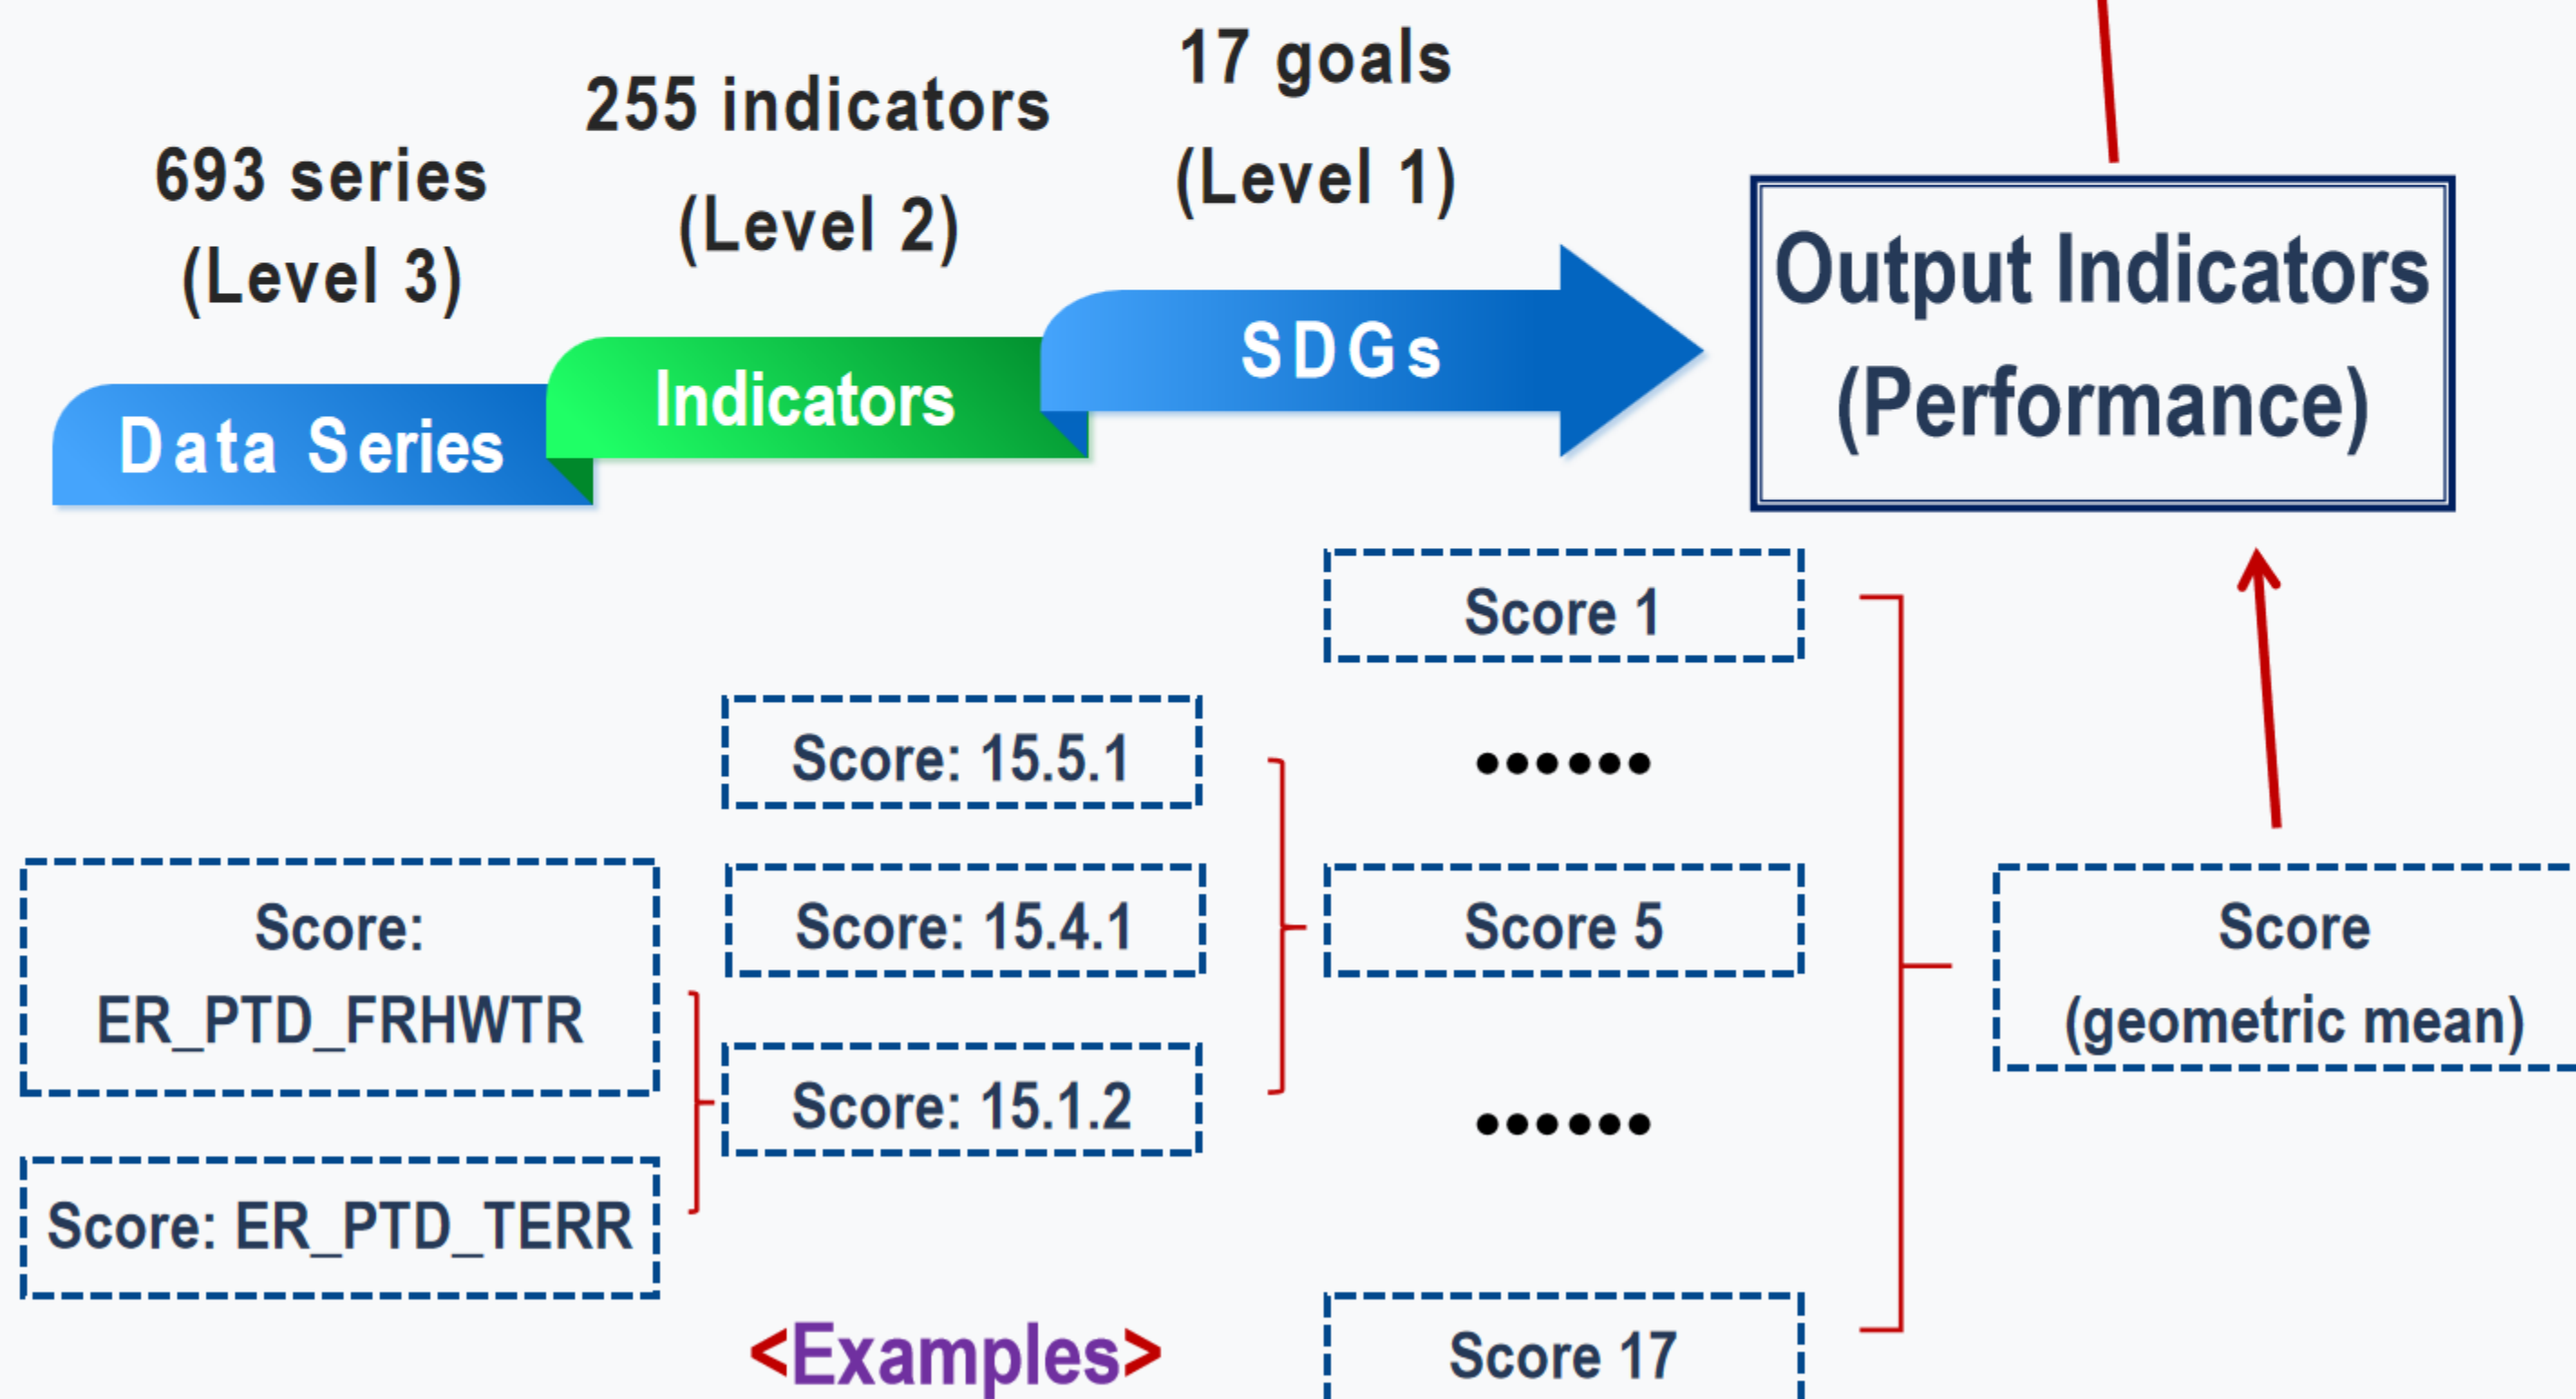 693 series
(Level 3)
255 indicators
(Level 2)
17 goals
(Level 1)
Data Series
Indicators
SDGs
Output Indicators
(Performance)
Score:
ER_PTD_FRHWTR
Score: ER_PTD_TERR
Score: 15.5.1
Score: 15.4.1
Score: 15.1.2
Score 1
••••••
Score 5
••••••
Score 17
Score
(geometric mean)
<Examples>